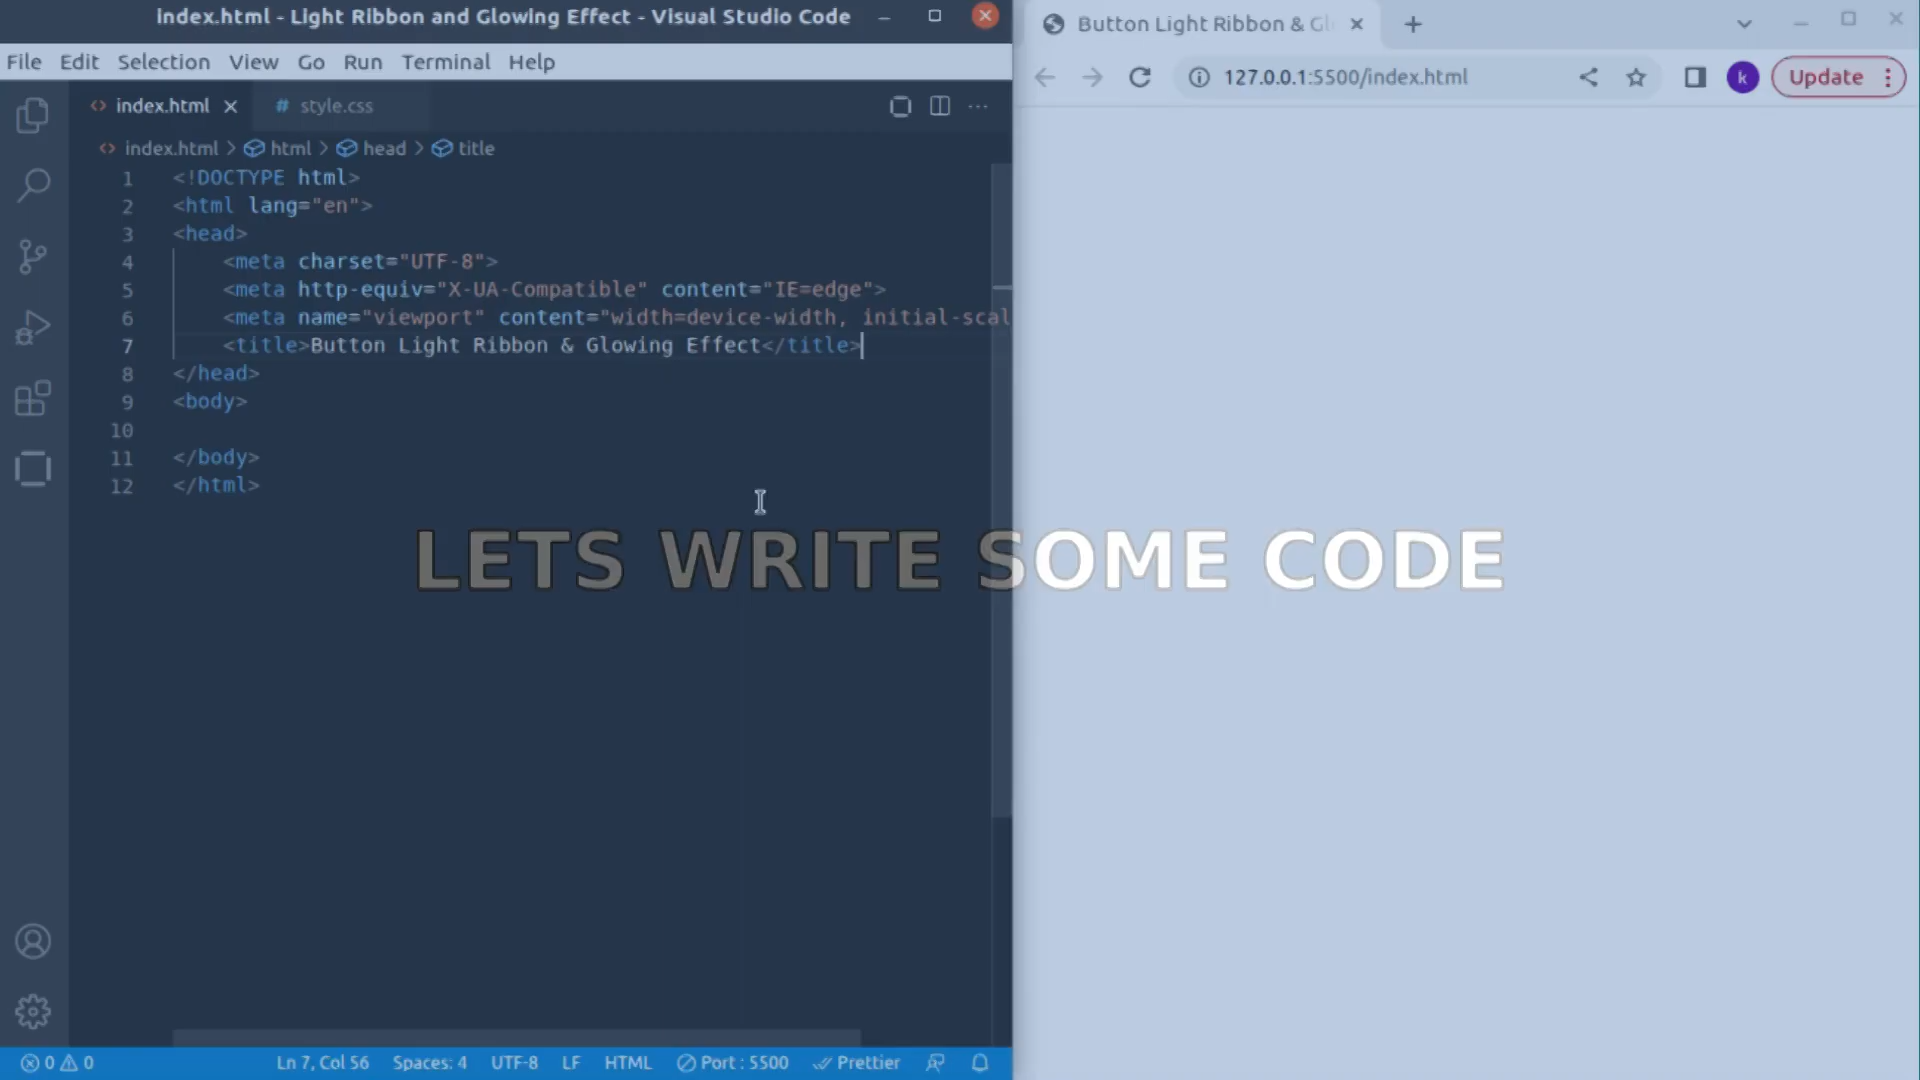 index.html - Light Ribbon and Glowing Effect - Visual Studio Code
File Edit Selection View Go Run Terminal Help
index.html
# style.css
index.html > html > head > title
1 <!DOCTYPE html>
2 <html lang="en">
3 <head>
4 <meta charset="UTF-8">
5 <meta http-equiv="X-UA-Compatible" content="IE=edge">
6 <meta name="viewport" content="width=device-width, initial-scal
7 <title>Button Light Ribbon & Glowing Effect</title>
8 </head>
9 <body>
10
11 </body>
12 </html>
0 0 Ln 7, Col 56 Spaces: 4 UTF-8 LF HTML Port : 5500 Prettier
Button Light Ribbon & Gl
127.0.0.1:5500/index.html
k
Update
LETS WRITE SOME CODE